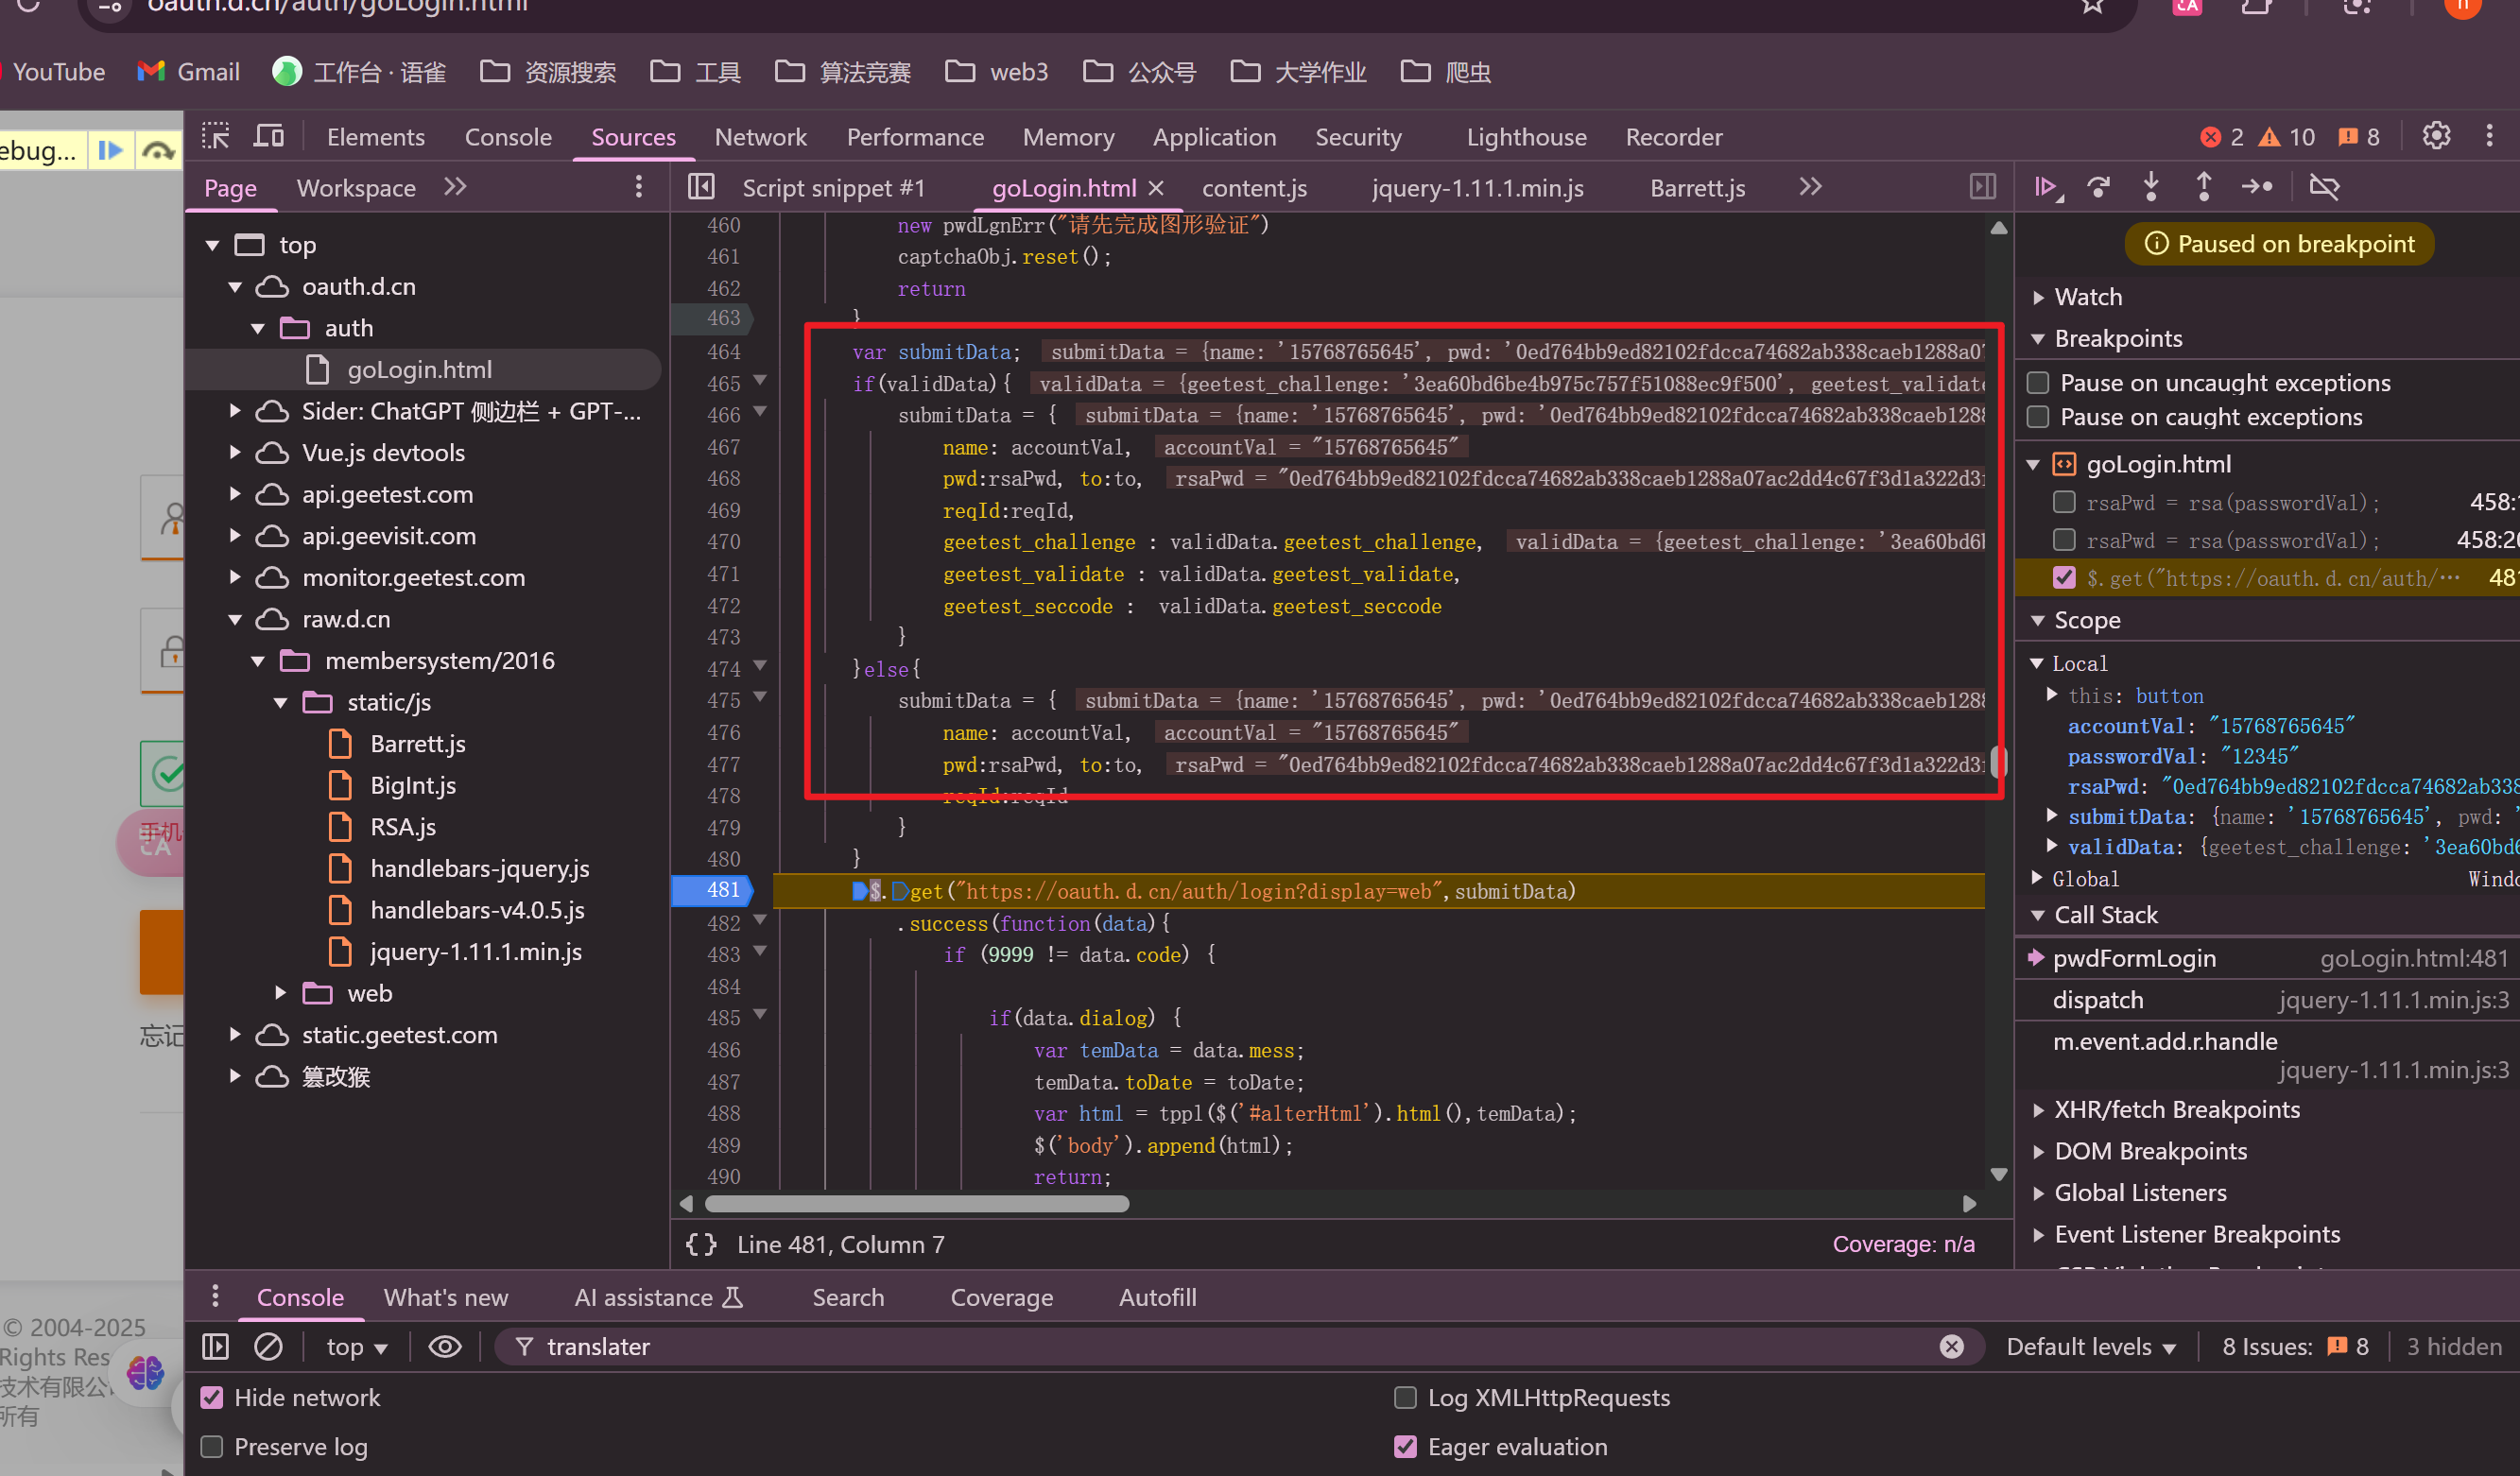 oauth.d.cn/auth/goLogin.html
YouTube Gmail 工作台 · 语雀 资源搜索 工具 算法竞赛 web3 公众号 大学作业 爬虫
ebug...
Elements Console Sources Network Performance Memory Application Security Lighthouse Recorder 2 10 8
Page Workspace
Script snippet #1 goLogin.html content.js jquery-1.11.1.min.js Barrett.js
top
oauth.d.cn
auth
goLogin.html
Sider: ChatGPT 侧边栏 + GPT-...
Vue.js devtools
api.geetest.com
api.geevisit.com
monitor.geetest.com
raw.d.cn
membersystem/2016
static/js
Barrett.js
BigInt.js
RSA.js
handlebars-jquery.js
handlebars-v4.0.5.js
jquery-1.11.1.min.js
web
static.geetest.com
篡改猴
460 new pwdLgnErr("请先完成图形验证")
461 captchaObj.reset();
462 return
463 }
464 var submitData; submitData = {name: '15768765645', pwd: '0ed764bb9ed82102fdcca74682ab338caeb1288a07
465 if(validData){ validData = {geetest_challenge: '3ea60bd6be4b975c757f51088ec9f500', geetest_validate
466 submitData = { submitData = {name: '15768765645', pwd: '0ed764bb9ed82102fdcca74682ab338caeb1288
467 name: accountVal, accountVal = "15768765645"
468 pwd:rsaPwd, to:to, rsaPwd = "0ed764bb9ed82102fdcca74682ab338caeb1288a07ac2dd4c67f3d1a322d3
469 reqId:reqId,
470 geetest_challenge : validData.geetest_challenge, validData = {geetest_challenge: '3ea60bd6b
471 geetest_validate : validData.geetest_validate,
472 geetest_seccode : validData.geetest_seccode
473 }
474 }else{
475 submitData = { submitData = {name: '15768765645', pwd: '0ed764bb9ed82102fdcca74682ab338caeb1288
476 name: accountVal, accountVal = "15768765645"
477 pwd:rsaPwd, to:to, rsaPwd = "0ed764bb9ed82102fdcca74682ab338caeb1288a07ac2dd4c67f3d1a322d3
478 reqId:reqId
479 }
480 }
481 $.get("https://oauth.d.cn/auth/login?display=web",submitData)
482 .success(function(data){
483 if (9999 != data.code) {
484
485 if(data.dialog) {
486 var temData = data.mess;
487 temData.toDate = toDate;
488 var html = tppl($('#alterHtml').html(),temData);
489 $('body').append(html);
490 return;
{ } Line 481, Column 7 Coverage: n/a
Paused on breakpoint
Watch
Breakpoints
Pause on uncaught exceptions
Pause on caught exceptions
goLogin.html
rsaPwd = rsa(passwordVal); 458:
rsaPwd = rsa(passwordVal); 458:20
$.get("https://oauth.d.cn/auth/… 481
Scope
Local
this: button
accountVal: "15768765645"
passwordVal: "12345"
rsaPwd: "0ed764bb9ed82102fdcca74682ab338
submitData: {name: '15768765645', pwd: '
validData: {geetest_challenge: '3ea60bd6
Global Windo
Call Stack
pwdFormLogin goLogin.html:481
dispatch jquery-1.11.1.min.js:3
m.event.add.r.handle
jquery-1.11.1.min.js:3
XHR/fetch Breakpoints
DOM Breakpoints
Global Listeners
Event Listener Breakpoints
手机
忘记
© 2004-2025
Rights Res
技术有限公
所有
Console What's new AI assistance Search Coverage Autofill
top translater Default levels 8 Issues: 8 3 hidden
Hide network Log XMLHttpRequests
Preserve log Eager evaluation